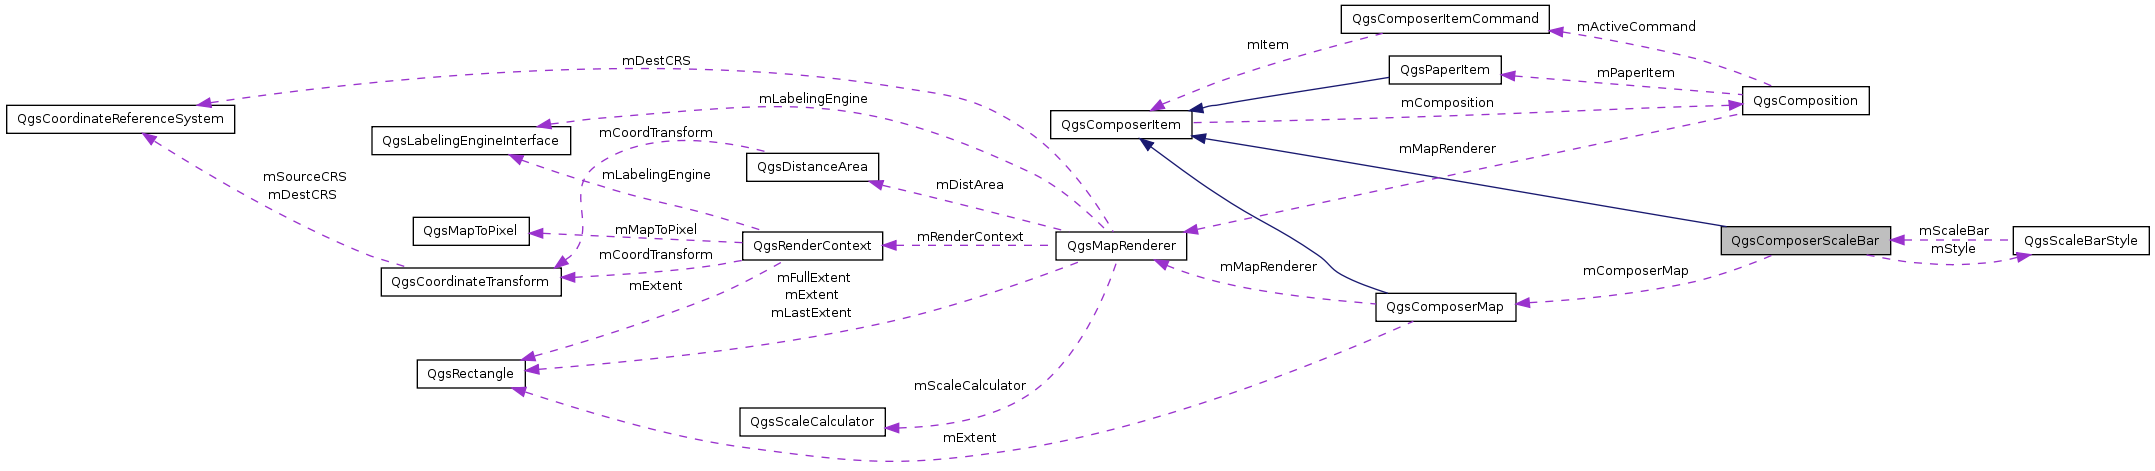 QgsComposerItemCommand
mActiveCommand
mItem
mDestCRS
QgsPaperItem
mPaperItem
mLabelingEngine
mComposition
QgsComposition
QgsCoordinateReferenceSystem
QgsComposerItem
mCoordTransform
QgsLabelingEngineInterface
mMapRenderer
QgsDistanceArea
mSourceCRS
mDestCRS
mLabelingEngine
mDistArea
QgsMapToPixel
mMapToPixel
QgsRenderContext
mRenderContext
QgsMapRenderer
QgsComposerScaleBar
mScaleBar
mStyle
QgsScaleBarStyle
mCoordTransform
mMapRenderer
mComposerMap
QgsCoordinateTransform
mExtent
mFullExtent
mExtent
mLastExtent
QgsComposerMap
QgsRectangle
mScaleCalculator
QgsScaleCalculator
mExtent